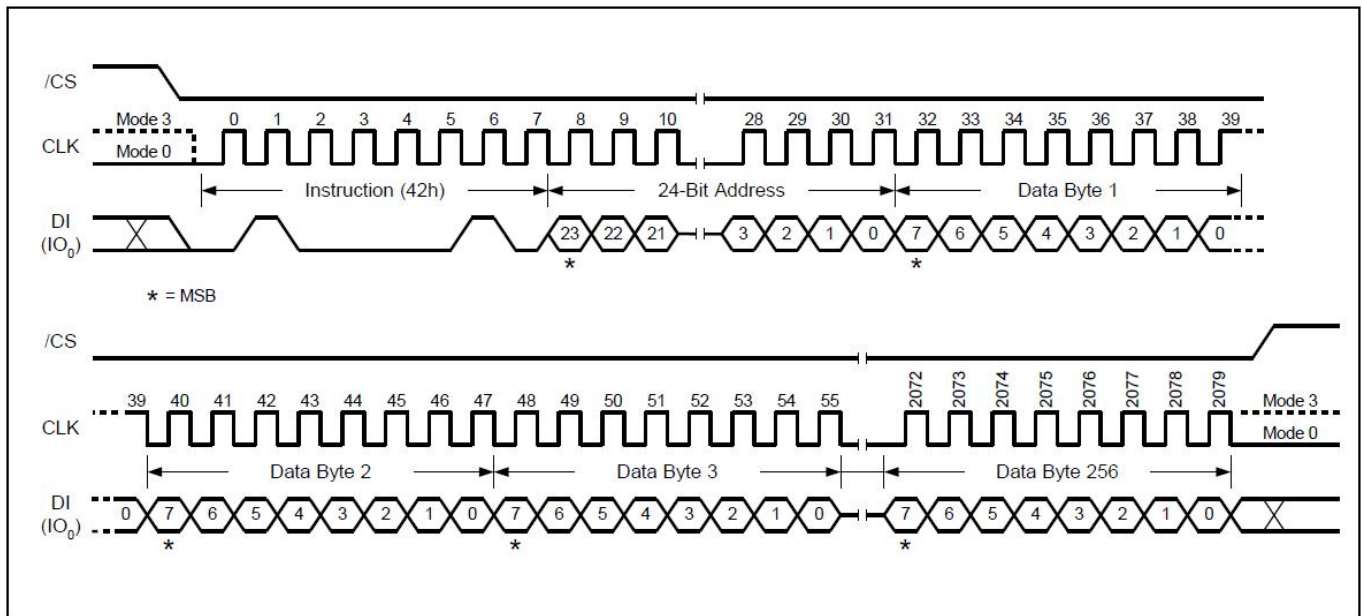 /CS
Mode 3 0 1 2 3 4 5 6 7 8 9 10 28 29 30 31 32 33 34 35 36 37 38 39
CLK
Mode 0
Instruction (42h) 24-Bit Address Data Byte 1
DI
(IO0) 23 22 21 3 2 1 0 7 6 5 4 3 2 1 0
* *
* = MSB
/CS
39 40 41 42 43 44 45 46 47 48 49 50 51 52 53 54 55 2072 2073 2074 2075 2076 2077 2078 2079 Mode 3
CLK
Mode 0
Data Byte 2 Data Byte 3 Data Byte 256
DI
(IO0) 0 7 6 5 4 3 2 1 0 7 6 5 4 3 2 1 0 7 6 5 4 3 2 1 0
* * *